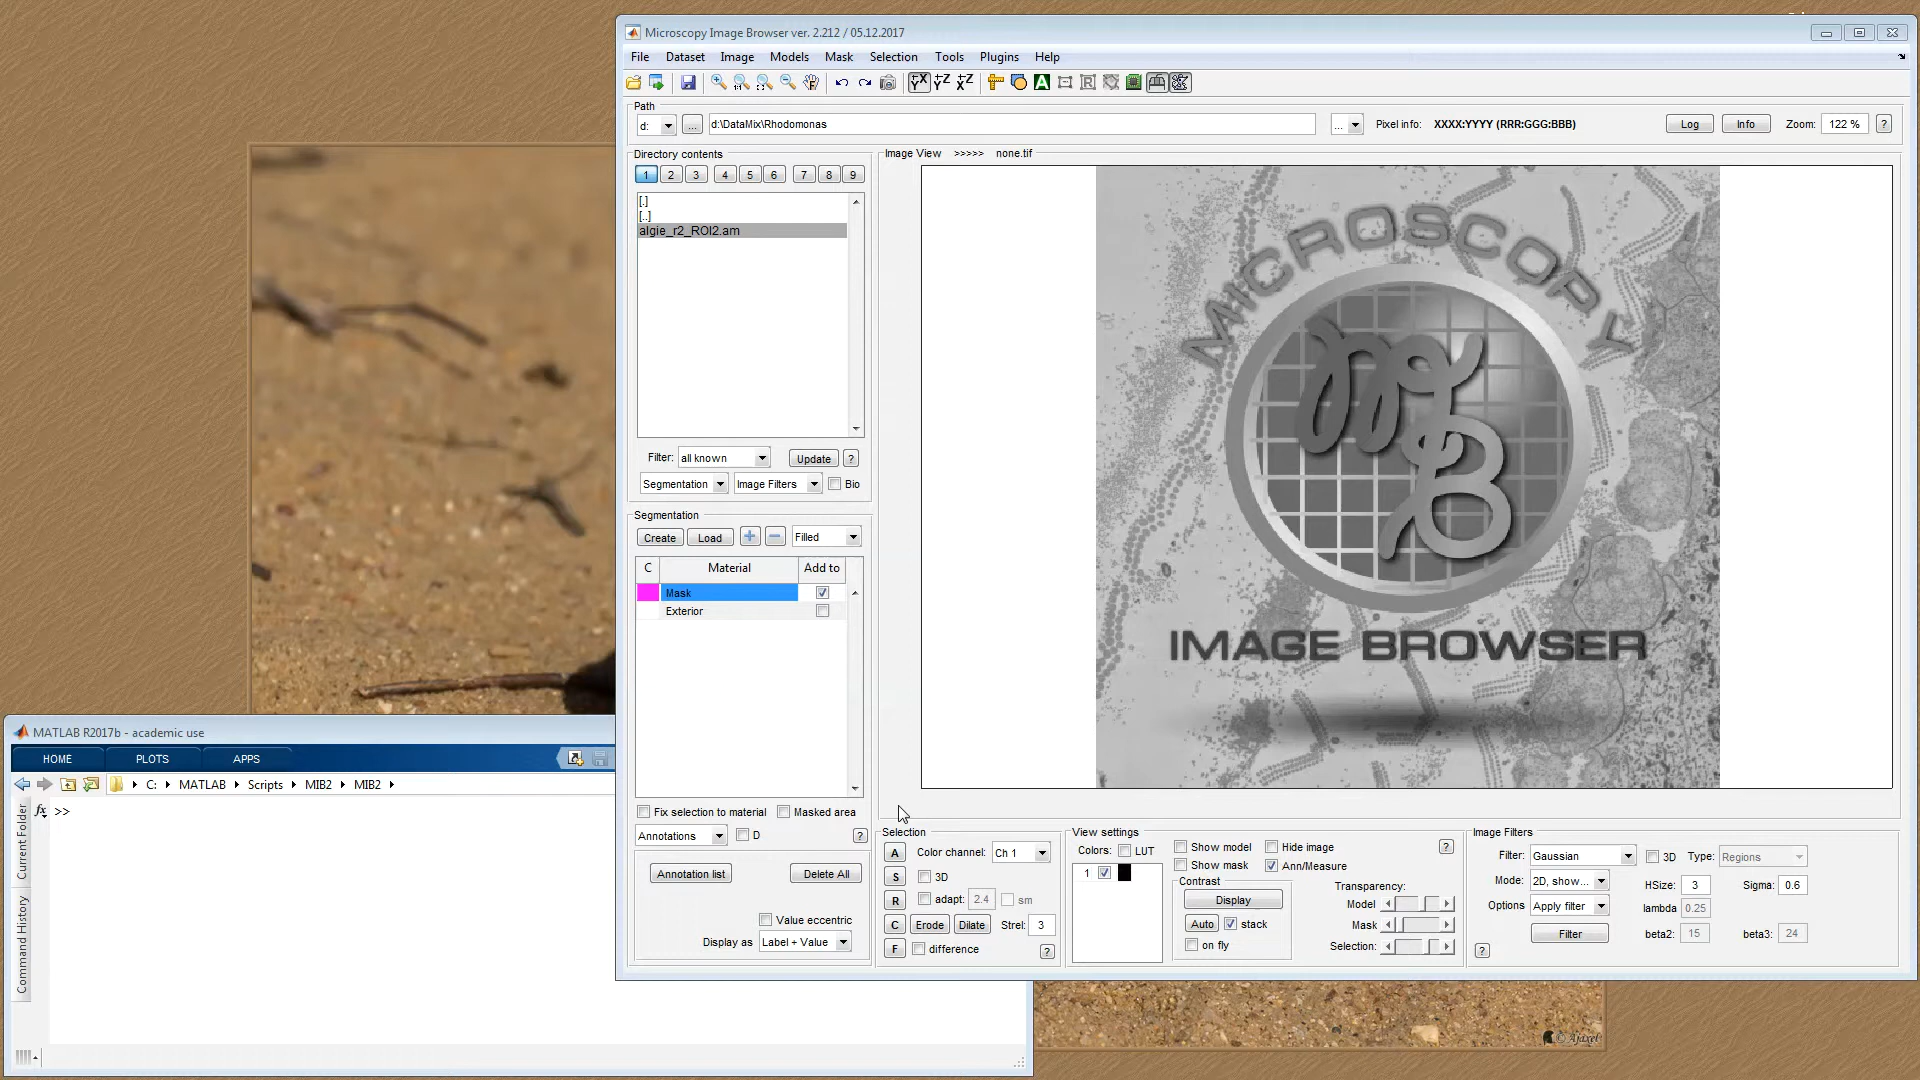 Microscopy Image Browser ver. 2.212 / 05.12.2017
File Dataset Image Models Mask Selection Tools Plugins Help
Path
d: ... d:\DataMix\Rhodomonas ... Pixel info: XXXX:YYYY (RRR:GGG:BBB) Log Info Zoom: 122 % ?
Directory contents
1 2 3 4 5 6 7 8 9
[.]
[..]
algie_r2_ROI2.am
Filter: all known Update ?
Segmentation Image Filters Bio
Segmentation
Create Load + - Filled
C Material Add to
Mask
Exterior
Fix selection to material Masked area
Annotations D ?
Annotation list Delete All
Value eccentric
Display as Label + Value
Image View >>>>> none.tif
MICROSCOPY
MIB
IMAGE BROWSER
Selection
A Color channel: Ch 1
S 3D
R adapt: 2.4 sm
C Erode Dilate Strel: 3
F difference ?
View settings
Colors: LUT Show model Hide image ?
Show mask Ann/Measure
1
Contrast
Display
Auto stack
on fly
Transparency:
Model
Mask
Selection:
Image Filters
Filter: Gaussian 3D Type: Regions
Mode: 2D, show... HSize: 3 Sigma: 0.6
Options Apply filter lambda 0.25
Filter beta2: 15 beta3: 24
?
MATLAB R2017b - academic use
HOME PLOTS APPS
C: MATLAB Scripts MIB2 MIB2
fx >>
Current Folder
Command History
© Ajaxel